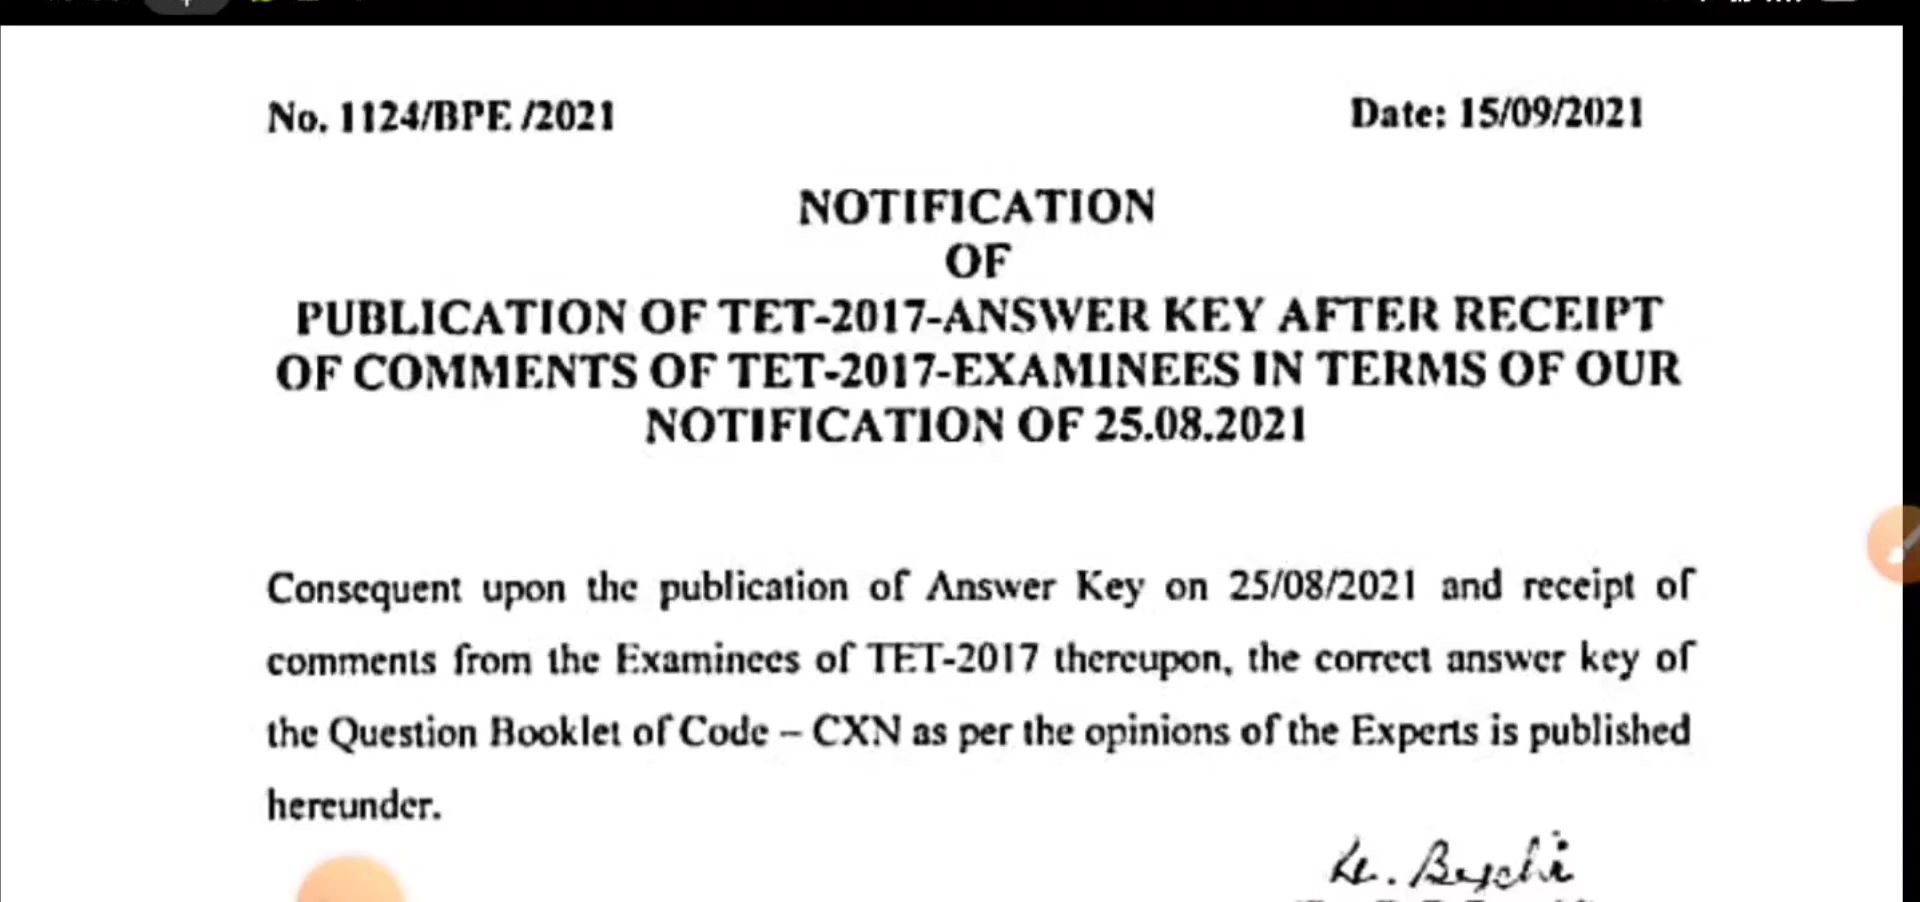 No. 1124/BPE /2021
Date: 15/09/2021
NOTIFICATION
OF
PUBLICATION OF TET-2017-ANSWER KEY AFTER RECEIPT
OF COMMENTS OF TET-2017-EXAMINEES IN TERMS OF OUR
NOTIFICATION OF 25.08.2021
Consequent upon the publication of Answer Key on 25/08/2021 and receipt of
comments from the Examinees of TET-2017 thereupon, the correct answer key of
the Question Booklet of Code – CXN as per the opinions of the Experts is published
hereunder.